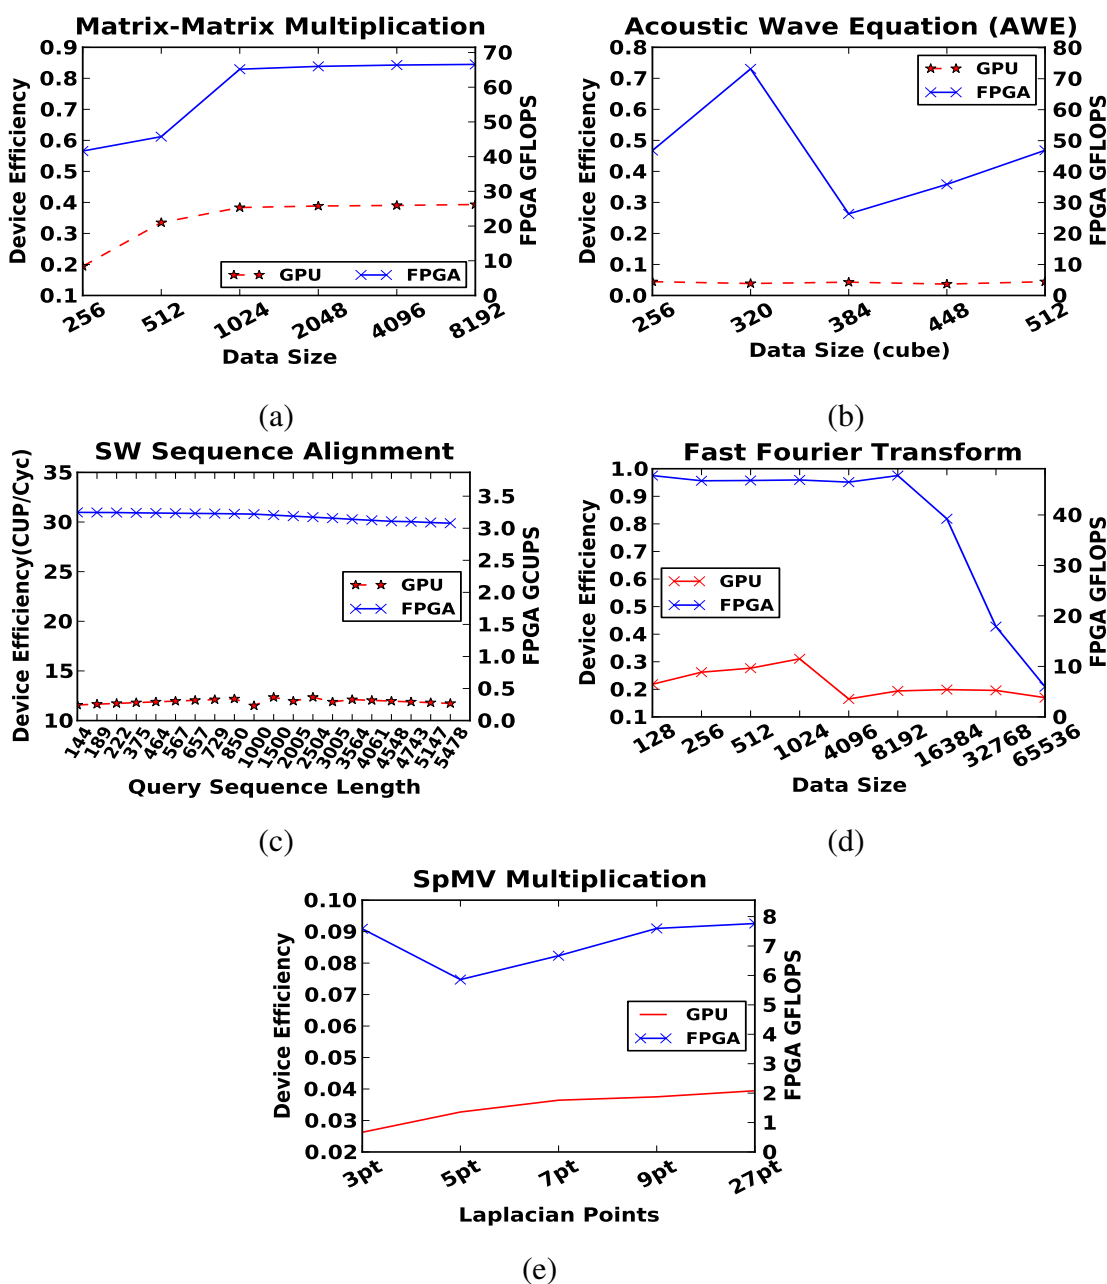 Matrix-Matrix Multiplication
0.9
0.8
0.7
0.6
0.5
0.4
0.3
0.2
0.1
Device Efficiency
70
60
50
40
30
20
10
0
FPGA GFLOPS
GPU FPGA
256 512 1024 2048 4096 8192
Data Size
(a)
Acoustic Wave Equation (AWE)
0.8
0.7
0.6
0.5
0.4
0.3
0.2
0.1
0.0
Device Efficiency
80
70
60
50
40
30
20
10
0
FPGA GFLOPS
GPU
FPGA
256 320 384 448 512
Data Size (cube)
(b)
SW Sequence Alignment
35
30
25
20
15
10
Device Efficiency(CUP/Cyc)
3.5
3.0
2.5
2.0
1.5
1.0
0.5
0.0
FPGA GCUPS
GPU
FPGA
144 189 222 375 464 567 657 729 850 1000 1500 2005 2504 3005 3564 4061 4548 4743 5147 5478
Query Sequence Length
(c)
Fast Fourier Transform
1.0
0.9
0.8
0.7
0.6
0.5
0.4
0.3
0.2
0.1
Device Efficiency
40
30
20
10
0
FPGA GFLOPS
GPU
FPGA
128 256 512 1024 4096 8192 16384 32768 65536
Data Size
(d)
SpMV Multiplication
0.10
0.09
0.08
0.07
0.06
0.05
0.04
0.03
0.02
Device Efficiency
8
7
6
5
4
3
2
1
0
FPGA GFLOPS
GPU
FPGA
3pt 5pt 7pt 9pt 27pt
Laplacian Points
(e)